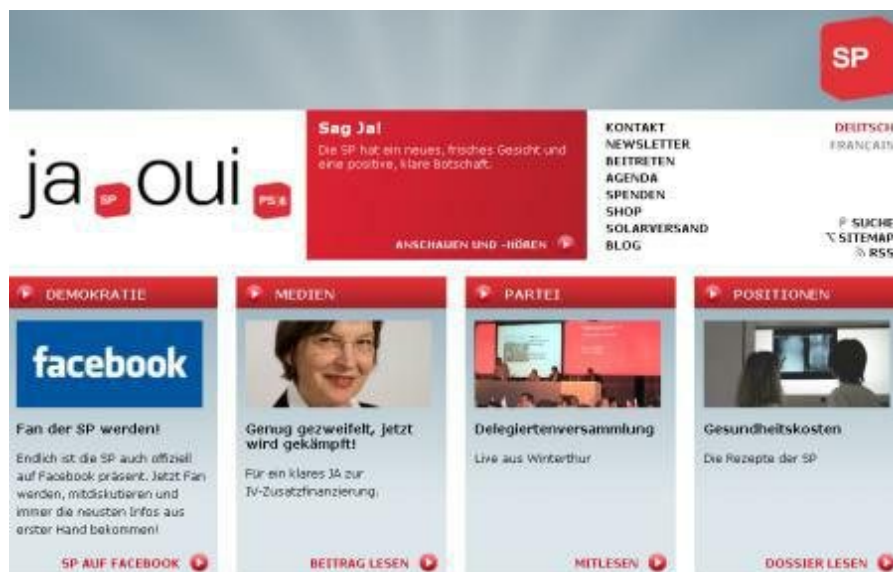 SP
ja SP oui PS
Sag Ja!
Die SP hat ein neues, frisches Gesicht und
eine positive, klare Botschaft.
ANSCHAUEN UND -HÖREN
KONTAKT
NEWSLETTER
BEITRETEN
AGENDA
SPENDEN
SHOP
SOLARVERSAND
BLOG
DEUTSCH
FRANÇAIN
SUCHE
SITEMAP
RSS
DEMOKRATIE
facebook
Fan der SP werden!
Endlich ist die SP auch offiziell
auf Facebook präsent. Jetzt Fan
werden, mitdiskutieren und
immer die neusten Infos aus
erster Hand bekommen!
SP AUF FACEBOOK
MEDIEN
Genug gezweifelt, jetzt
wird gekämpft!
Für ein klares JA zur
IV-Zusatzfinanzierung.
BEITRAG LESEN
PARTEI
Delegiertenversammlung
Live aus Winterthur
MITLESEN
POSITIONEN
Gesundheitskosten
Die Rezepte der SP
DOSSIER LESEN